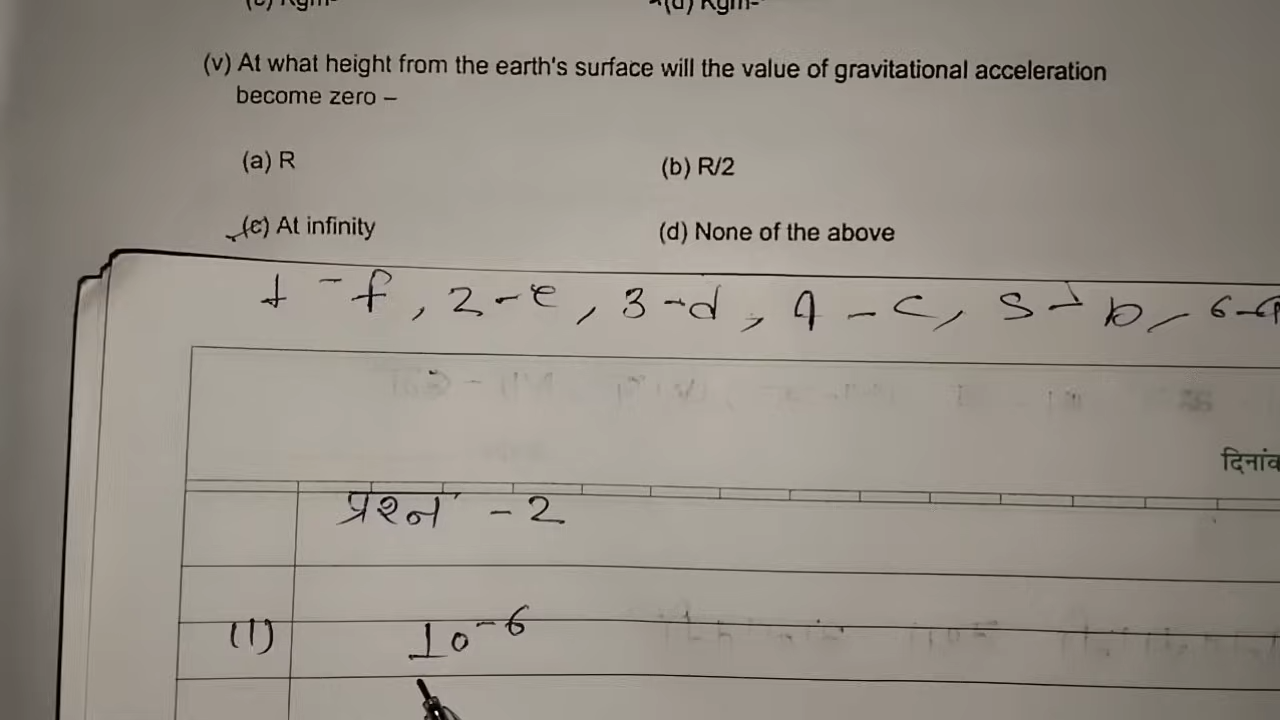 (v) At what height from the earth's surface will the value of gravitational acceleration
become zero –
(a) R
(b) R/2
(c) At infinity
(d) None of the above
1 - f, 2 - e, 3 - d, 4 - c, 5 - b, 6 - a
दिनांक
प्रश्न - 2
(1) 10⁻⁶